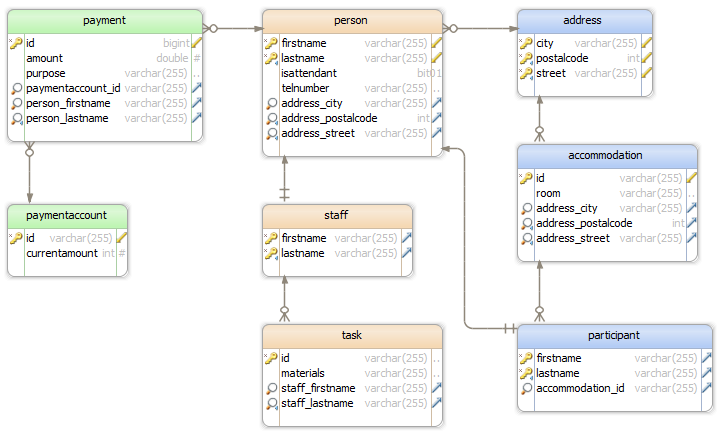 payment
id bigint
amount double #
purpose varchar(255) ..
paymentaccount_id varchar(255)
person_firstname varchar(255)
person_lastname varchar(255)
person
firstname varchar(255)
lastname varchar(255)
isattendant bit01
telnumber varchar(255) ..
address_city varchar(255)
address_postalcode int
address_street varchar(255)
address
city varchar(255)
postalcode int
street varchar(255)
accommodation
id varchar(255)
room varchar(255) ..
address_city varchar(255)
address_postalcode int
address_street varchar(255)
paymentaccount
id varchar(255)
currentamount int #
staff
firstname varchar(255)
lastname varchar(255)
task
id varchar(255) ..
materials varchar(255) ..
staff_firstname varchar(255)
staff_lastname varchar(255)
participant
firstname varchar(255)
lastname varchar(255)
accommodation_id varchar(255)